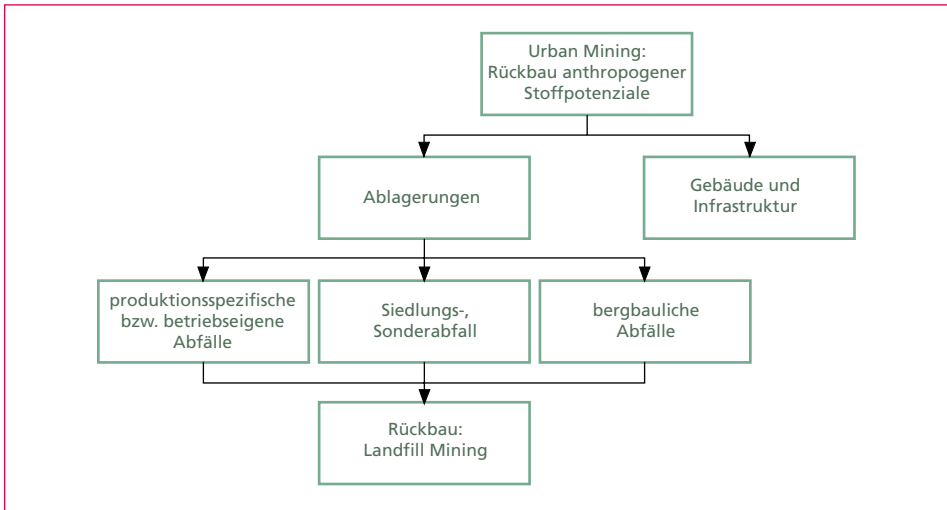 Urban Mining:
Rückbau anthropogener
Stoffpotenziale
Ablagerungen
Gebäude und
Infrastruktur
produktionsspezifische
bzw. betriebseigene
Abfälle
Siedlungs-,
Sonderabfall
bergbauliche
Abfälle
Rückbau:
Landfill Mining